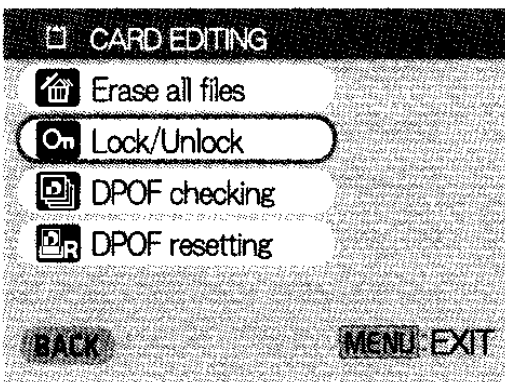 CARD EDITING
Erase all files
Lock/Unlock
DPOF checking
DPOF resetting
BACK MENU:EXIT